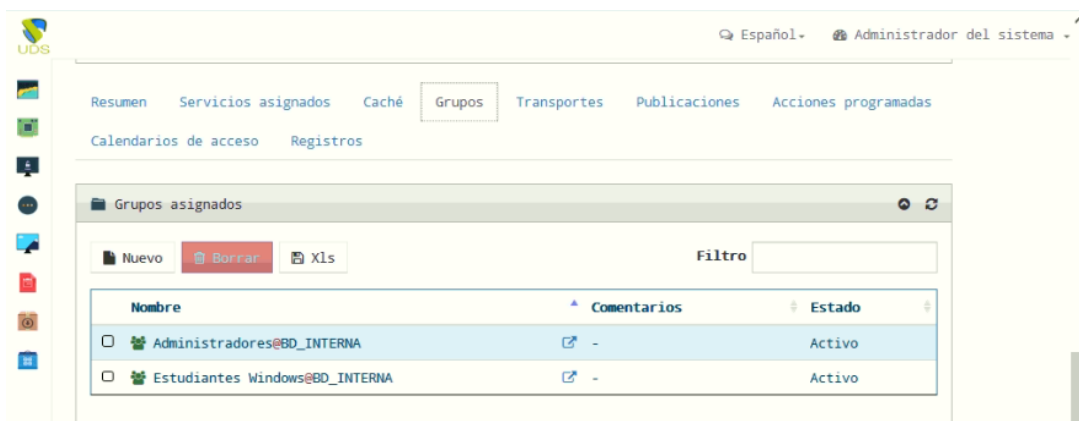 UDS
Español
Administrador del sistema
Resumen Servicios asignados Caché Grupos Transportes Publicaciones Acciones programadas
Calendarios de acceso Registros
Grupos asignados
Nuevo Borrar Xls Filtro
Nombre Comentarios Estado
Administradores@BD_INTERNA - Activo
Estudiantes Windows@BD_INTERNA - Activo